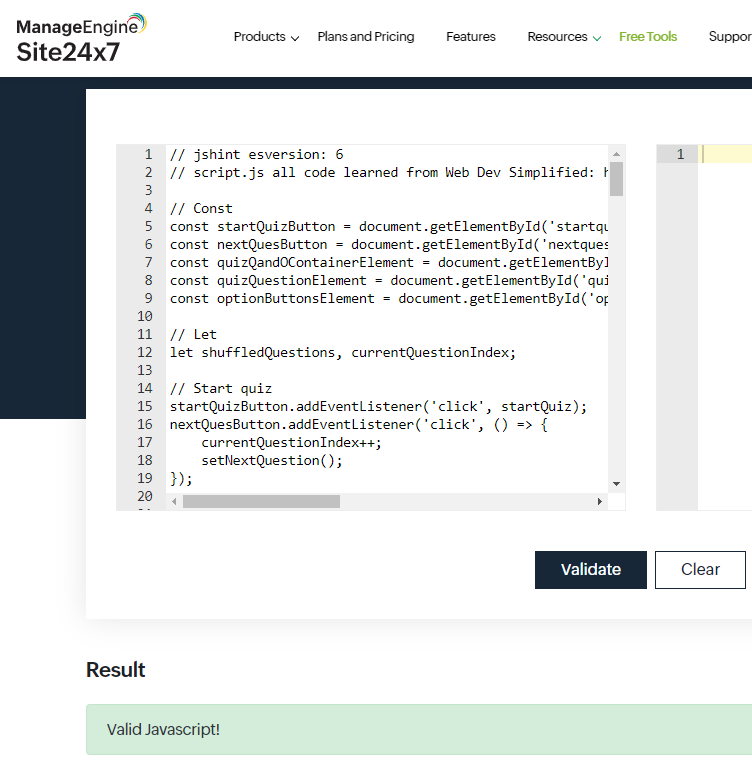 ManageEngine
Site24x7
Products Plans and Pricing Features Resources Free Tools
1 // jshint esversion: 6
2 // script.js all code learned from Web Dev Simplified:
3
4 // Const
5 const startQuizButton = document.getElementById('startqu
6 const nextQuesButton = document.getElementById('nextques
7 const quizQandOContainerElement = document.getElementBy
8 const quizQuestionElement = document.getElementById('qui
9 const optionButtonsElement = document.getElementById('op
10
11 // Let
12 let shuffledQuestions, currentQuestionIndex;
13
14 // Start quiz
15 startQuizButton.addEventListener('click', startQuiz);
16 nextQuesButton.addEventListener('click', () => {
17 currentQuestionIndex++;
18 setNextQuestion();
19 });
20
1
Validate Clear
Result
Valid Javascript!